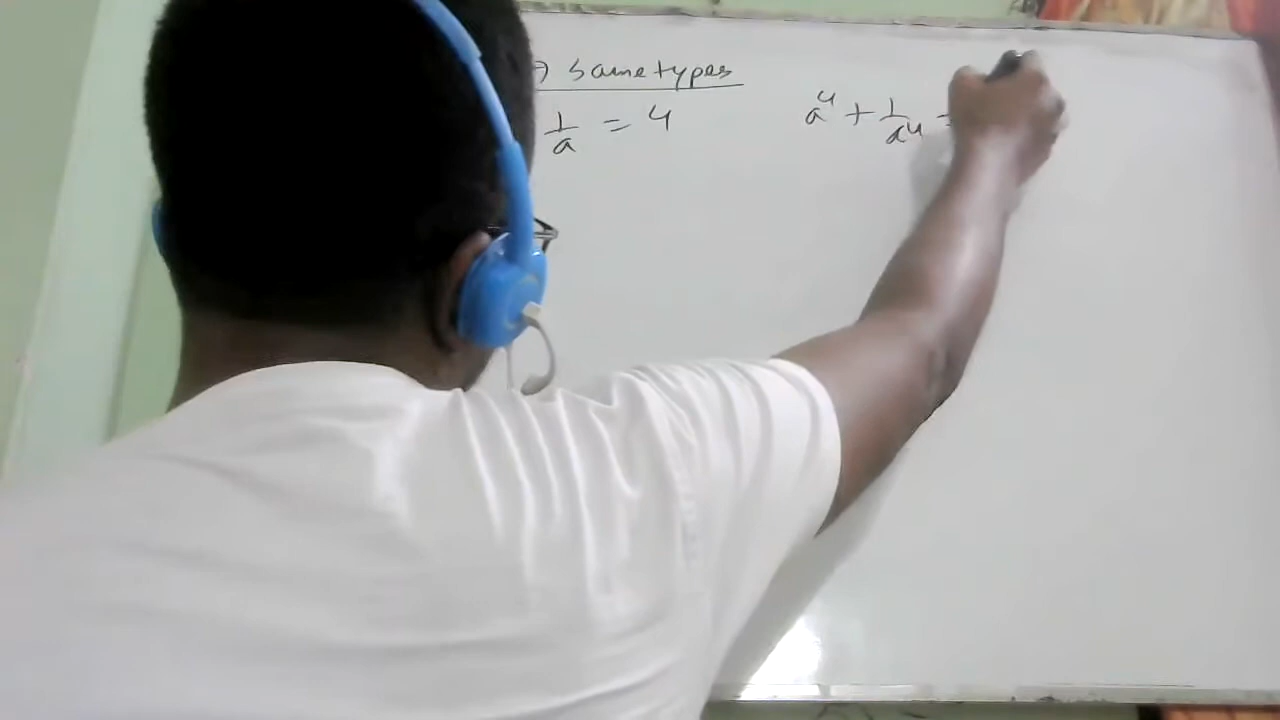 same types
1/a = 4
a⁴ + 1/a⁴ =